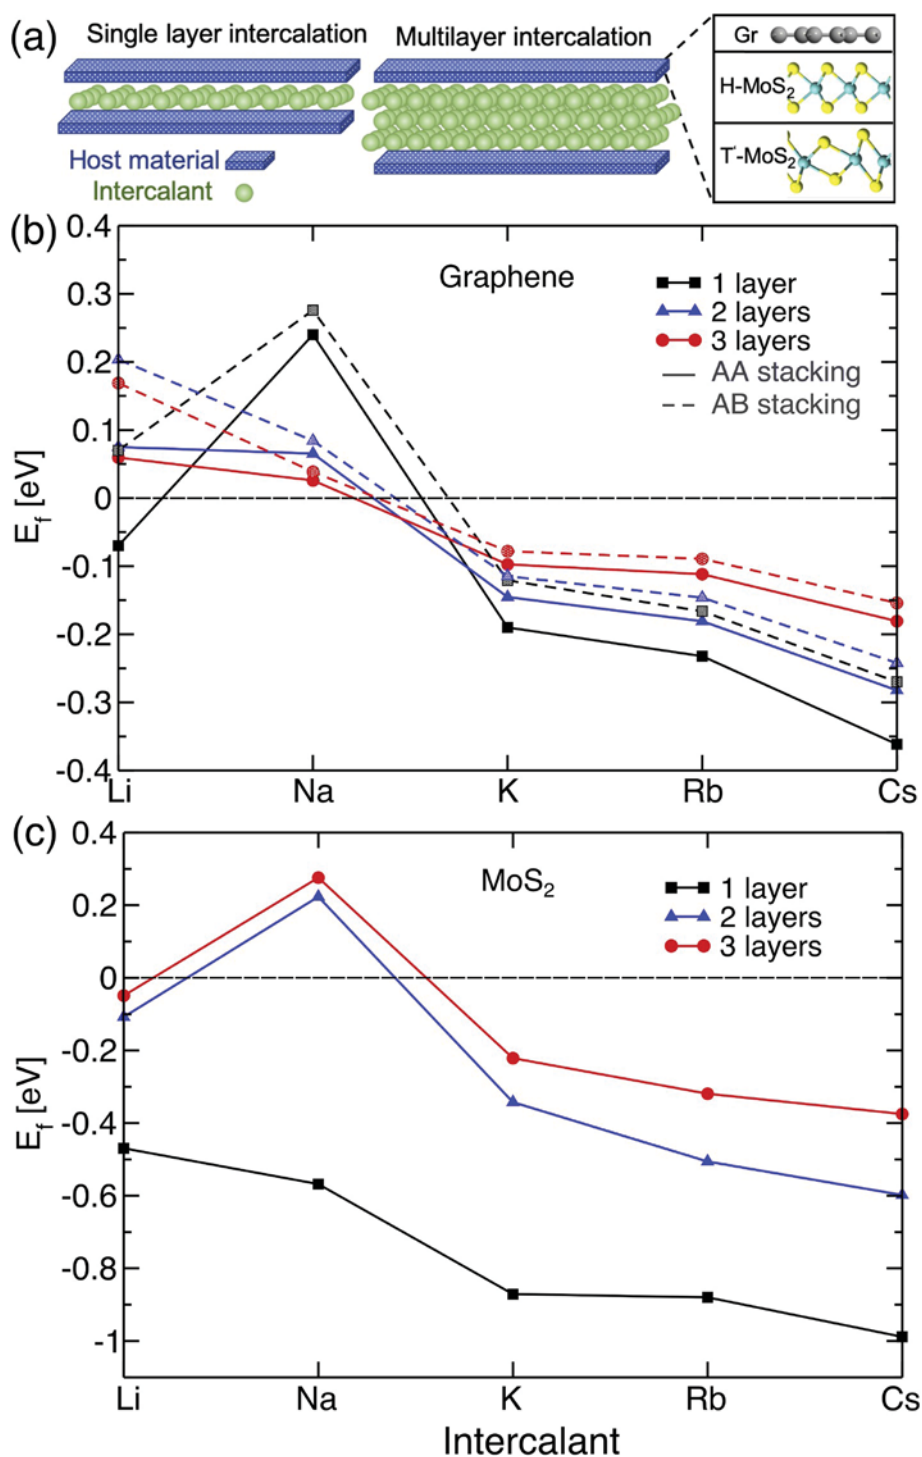 (a)
Single layer intercalation
Multilayer intercalation
Host material
Intercalant
Gr
H-MoS₂
T'-MoS₂
(b)
0.4
0.3
0.2
0.1
0
-0.1
-0.2
-0.3
-0.4
E_f [eV]
Graphene
1 layer
2 layers
3 layers
AA stacking
AB stacking
Li Na K Rb Cs
(c)
0.4
0.2
0
-0.2
-0.4
-0.6
-0.8
-1
E_f [eV]
MoS₂
1 layer
2 layers
3 layers
Li Na K Rb Cs
Intercalant